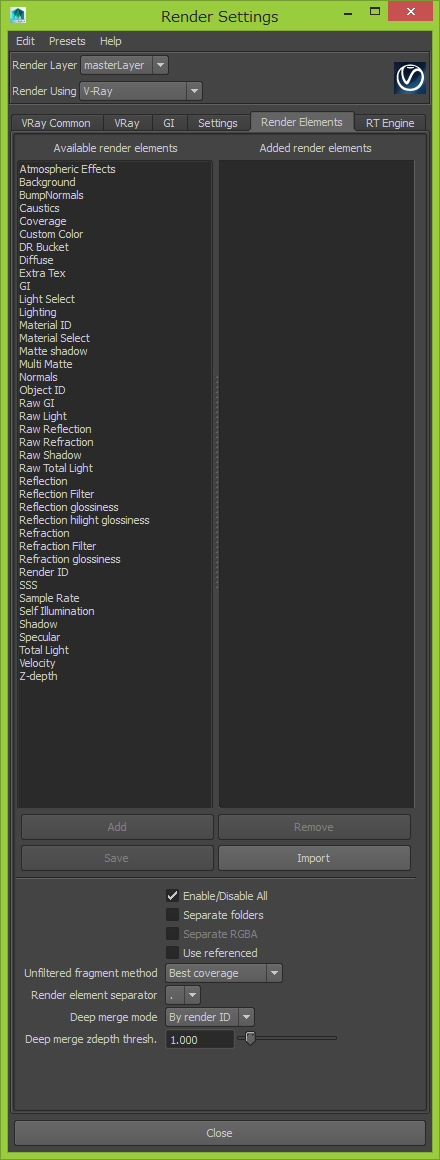 Render Settings
Edit Presets Help
Render Layer masterLayer
Render Using V-Ray
VRay Common VRay GI Settings Render Elements RT Engine
Available render elements Added render elements
Atmospheric Effects
Background
BumpNormals
Caustics
Coverage
Custom Color
DR Bucket
Diffuse
Extra Tex
GI
Light Select
Lighting
Material ID
Material Select
Matte shadow
Multi Matte
Normals
Object ID
Raw GI
Raw Light
Raw Reflection
Raw Refraction
Raw Shadow
Raw Total Light
Reflection
Reflection Filter
Reflection glossiness
Reflection hilight glossiness
Refraction
Refraction Filter
Refraction glossiness
Render ID
SSS
Sample Rate
Self Illumination
Shadow
Specular
Total Light
Velocity
Z-depth
Add Remove
Save Import
Enable/Disable All
Separate folders
Separate RGBA
Use referenced
Unfiltered fragment method Best coverage
Render element separator .
Deep merge mode By render ID
Deep merge zdepth thresh. 1.000
Close